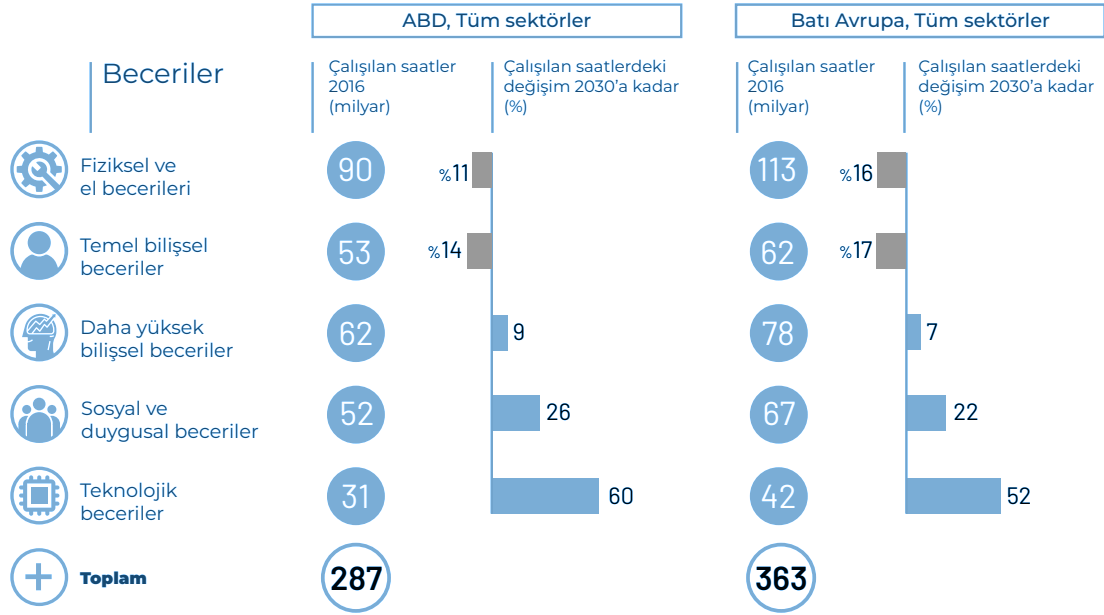 ABD, Tüm sektörler
Batı Avrupa, Tüm sektörler
Beceriler
Çalışılan saatler
2016
(milyar)
Çalışılan saatlerdeki
değişim 2030'a kadar
(%)
Çalışılan saatler
2016
(milyar)
Çalışılan saatlerdeki
değişim 2030'a kadar
(%)
Fiziksel ve
el becerileri
90
%11
113
%16
Temel bilişsel
beceriler
53
%14
62
%17
Daha yüksek
bilişsel beceriler
62
9
78
7
Sosyal ve
duygusal beceriler
52
26
67
22
Teknolojik
beceriler
31
60
42
52
Toplam
287
363